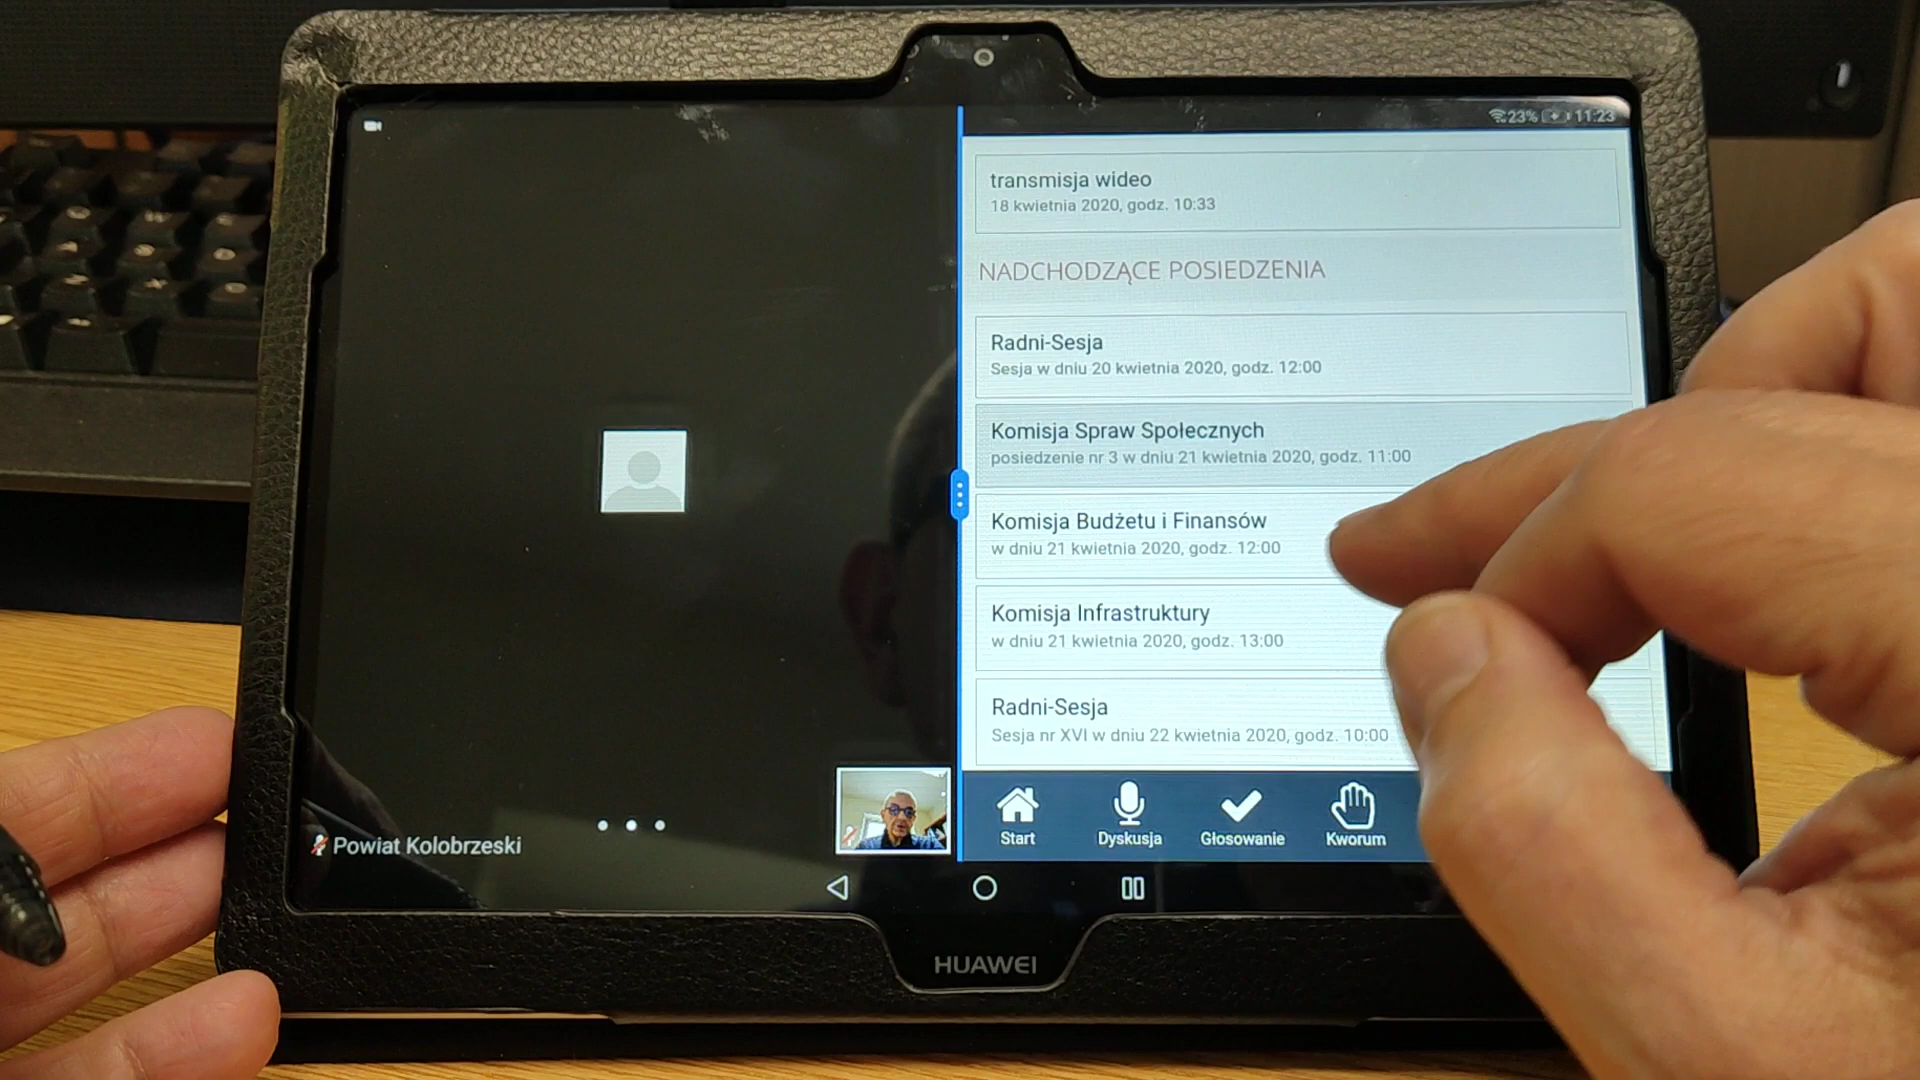 23% 11:23
transmisja wideo
18 kwietnia 2020, godz. 10:33
NADCHODZĄCE POSIEDZENIA
Radni-Sesja
Sesja w dniu 20 kwietnia 2020, godz. 12:00
Komisja Spraw Społecznych
posiedzenie nr 3 w dniu 21 kwietnia 2020, godz. 11:00
Komisja Budżetu i Finansów
w dniu 21 kwietnia 2020, godz. 12:00
Komisja Infrastruktury
w dniu 21 kwietnia 2020, godz. 13:00
Radni-Sesja
Sesja nr XVI w dniu 22 kwietnia 2020, godz. 10:00
Start Dyskusja Głosowanie Kworum
Powiat Kolobrzeski
HUAWEI